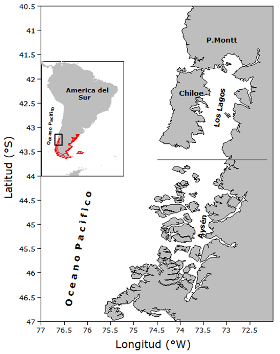 40.5
41
41.5
42
42.5
43
43.5
44
44.5
45
45.5
46
46.5
47
Latitud (°S)
P.Montt
America del
Sur
Oceano Pacifico
Chiloe
Los Lagos
Aysén
Oceano Pacifico
77 76.5 76 75.5 75 74.5 74 73.5 73 72.5
Longitud (°W)